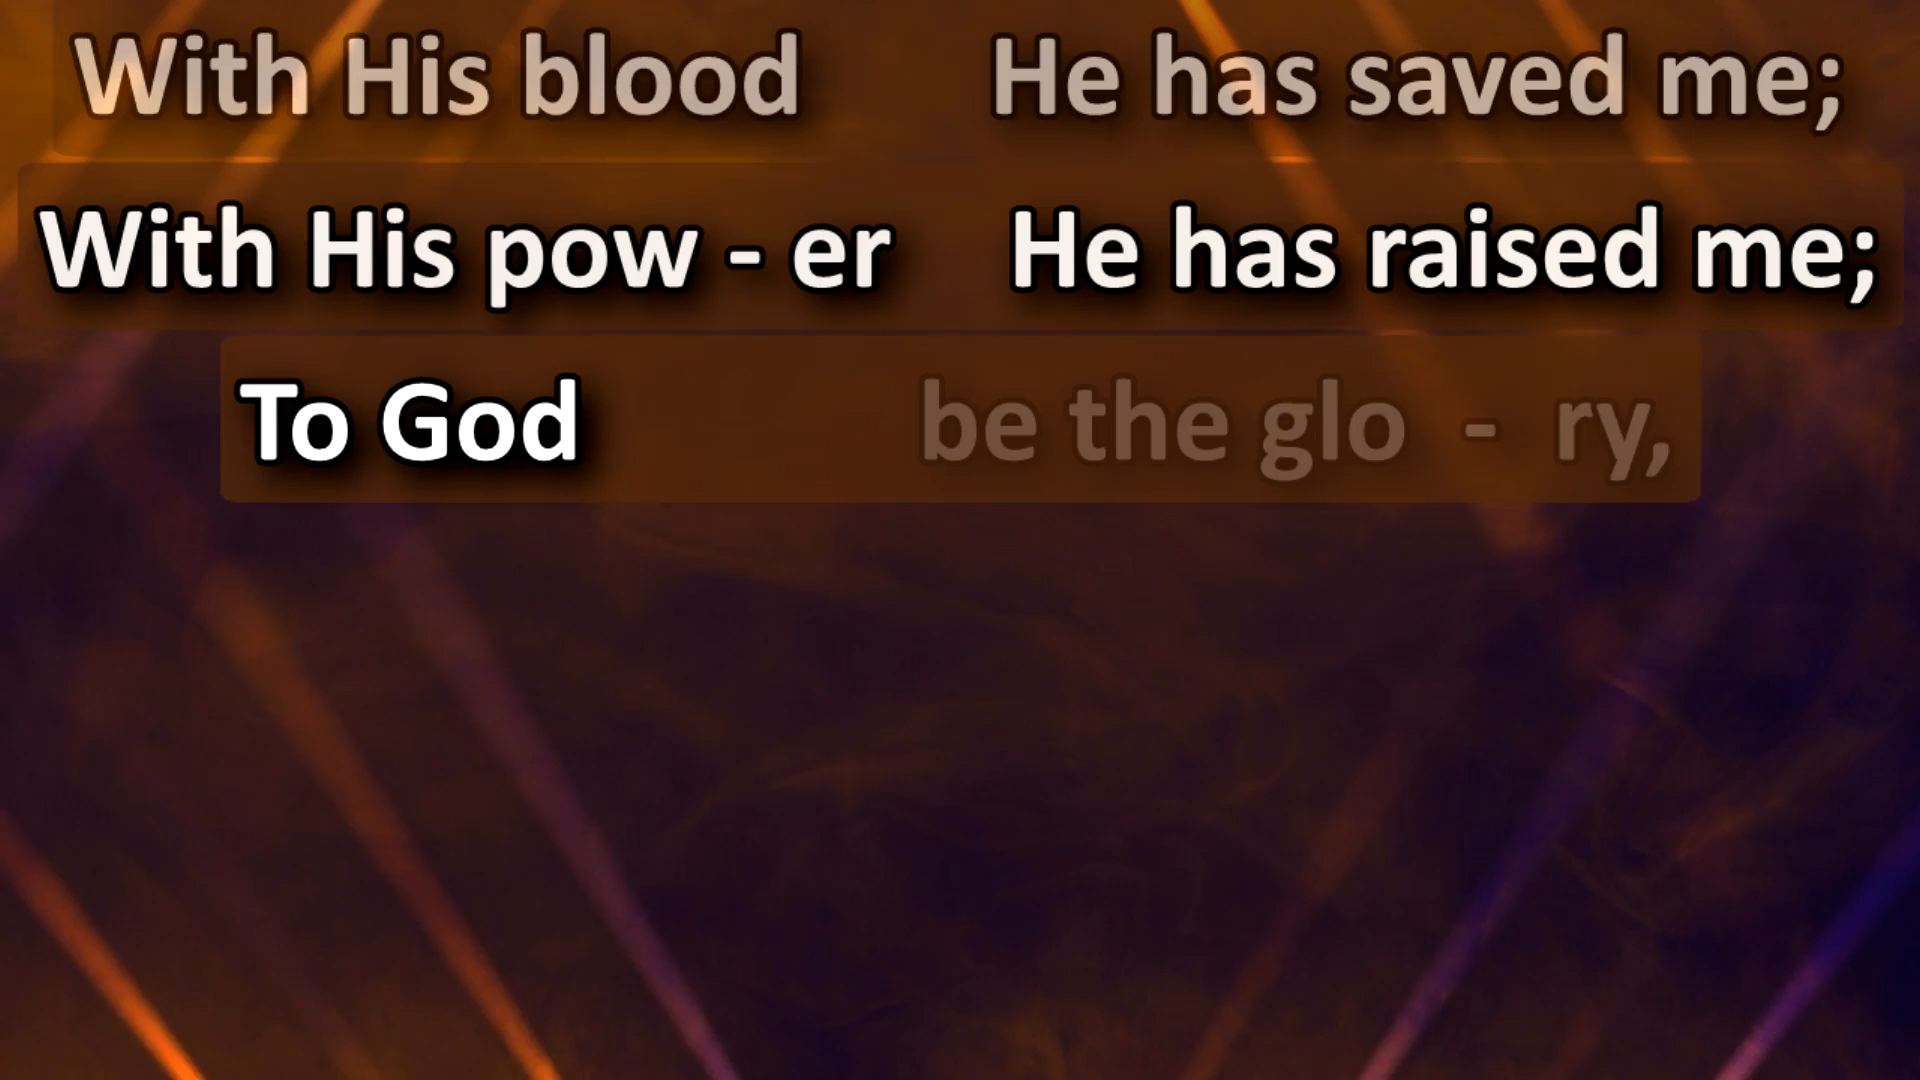 With His blood He has saved me;
With His pow - er He has raised me;
To God be the glo - ry,